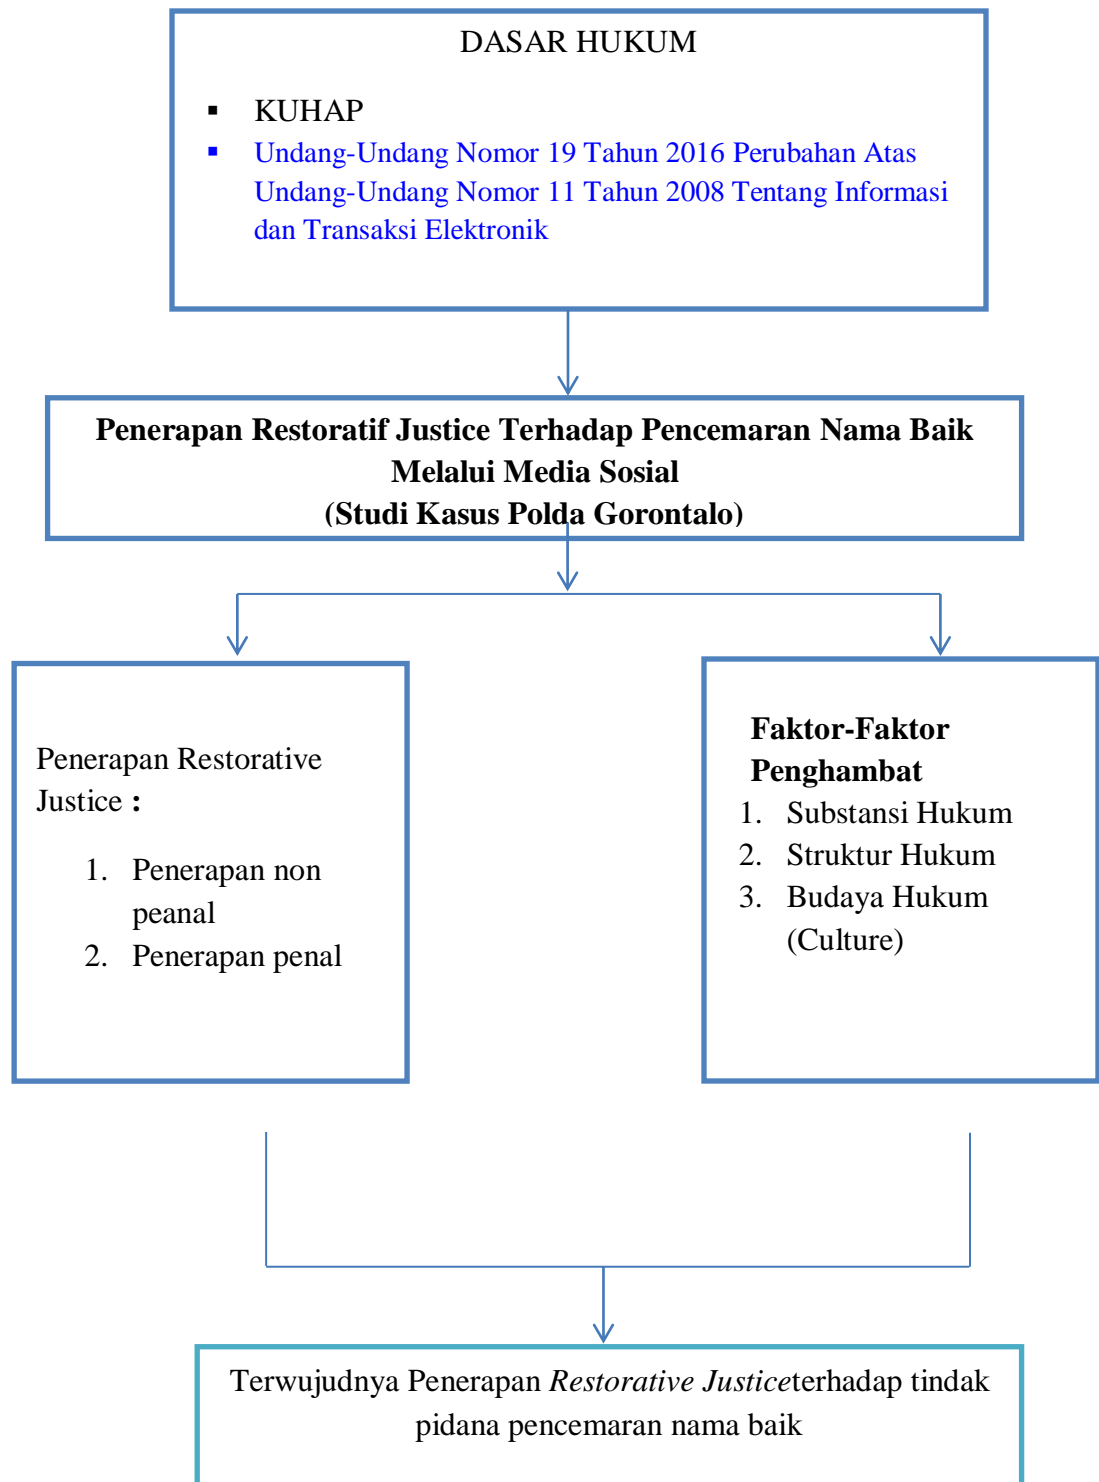 DASAR HUKUM
▪ KUHAP
▪ Undang-Undang Nomor 19 Tahun 2016 Perubahan Atas
Undang-Undang Nomor 11 Tahun 2008 Tentang Informasi
dan Transaksi Elektronik
Penerapan Restoratif Justice Terhadap Pencemaran Nama Baik
Melalui Media Sosial
(Studi Kasus Polda Gorontalo)
Penerapan Restorative
Justice :
1. Penerapan non
peanal
2. Penerapan penal
Faktor-Faktor
Penghambat
1. Substansi Hukum
2. Struktur Hukum
3. Budaya Hukum
(Culture)
Terwujudnya Penerapan Restorative Justiceterhadap tindak
pidana pencemaran nama baik